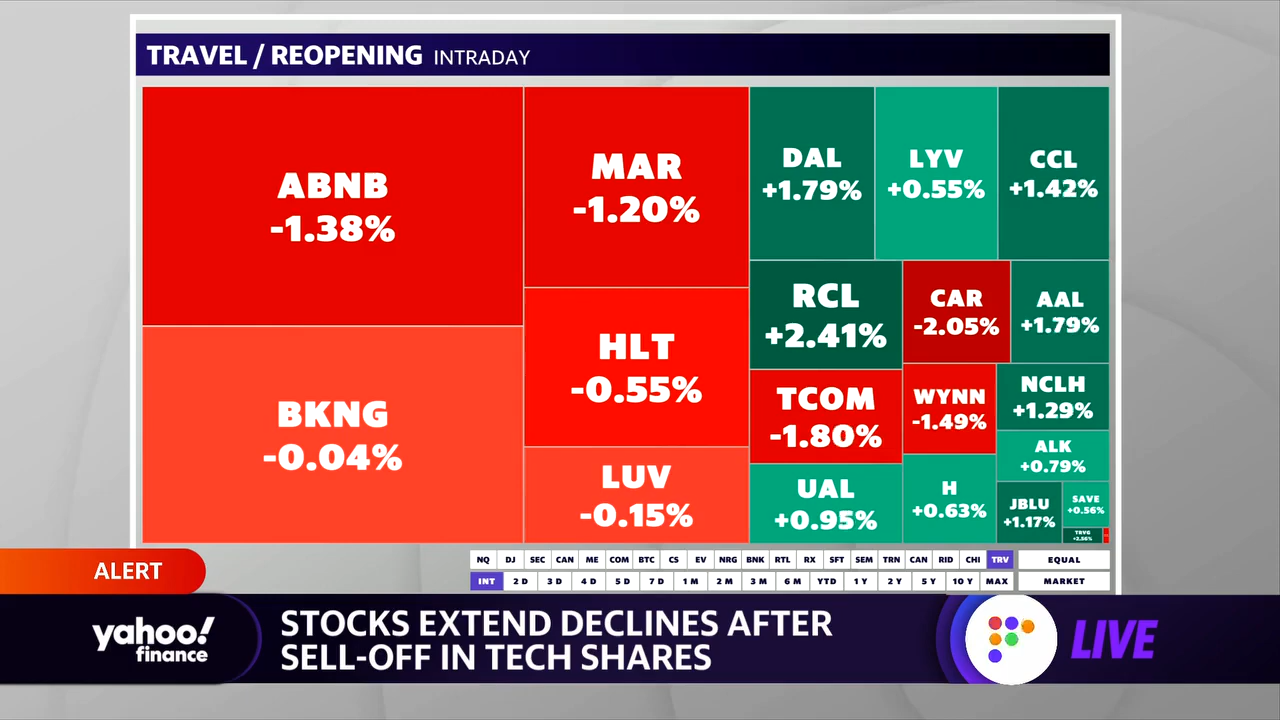 TRAVEL / REOPENING INTRADAY
ABNB
-1.38%
BKNG
-0.04%
MAR
-1.20%
HLT
-0.55%
LUV
-0.15%
DAL
+1.79%
LYV
+0.55%
CCL
+1.42%
RCL
+2.41%
CAR
-2.05%
AAL
+1.79%
TCOM
-1.80%
WYNN
-1.49%
NCLH
+1.29%
ALK
+0.79%
UAL
+0.95%
H
+0.63%
JBLU
+1.17%
SAVE
+0.56%
TRVG
NQ DJ SEC CAN ME COM BTC CS EV NRG BNK RTL RX SFT SEM TRN CAN RID CHI TRV EQUAL
INT 2 D 3 D 4 D 5 D 7 D 1 M 2 M 3 M 6 M YTD 1 Y 2 Y 5 Y 10 Y MAX MARKET
ALERT
yahoo!
finance
STOCKS EXTEND DECLINES AFTER
SELL-OFF IN TECH SHARES
LIVE